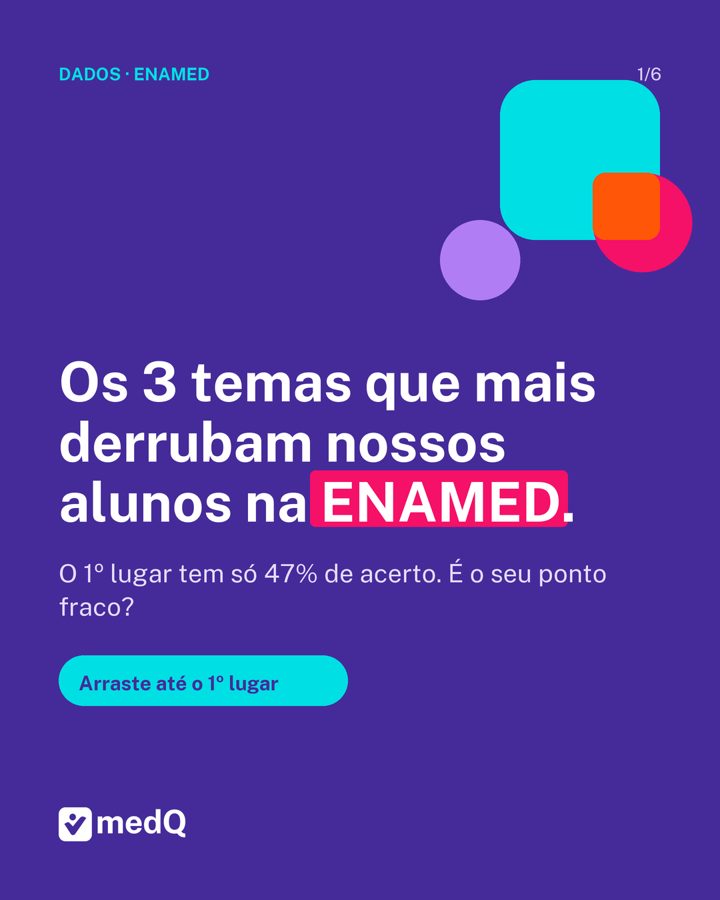 DADOS · ENAMED
1/6
Os 3 temas que mais
derrubam nossos
alunos na ENAMED.
O 1º lugar tem só 47% de acerto. É o seu ponto
fraco?
Arraste até o 1º lugar
medQ